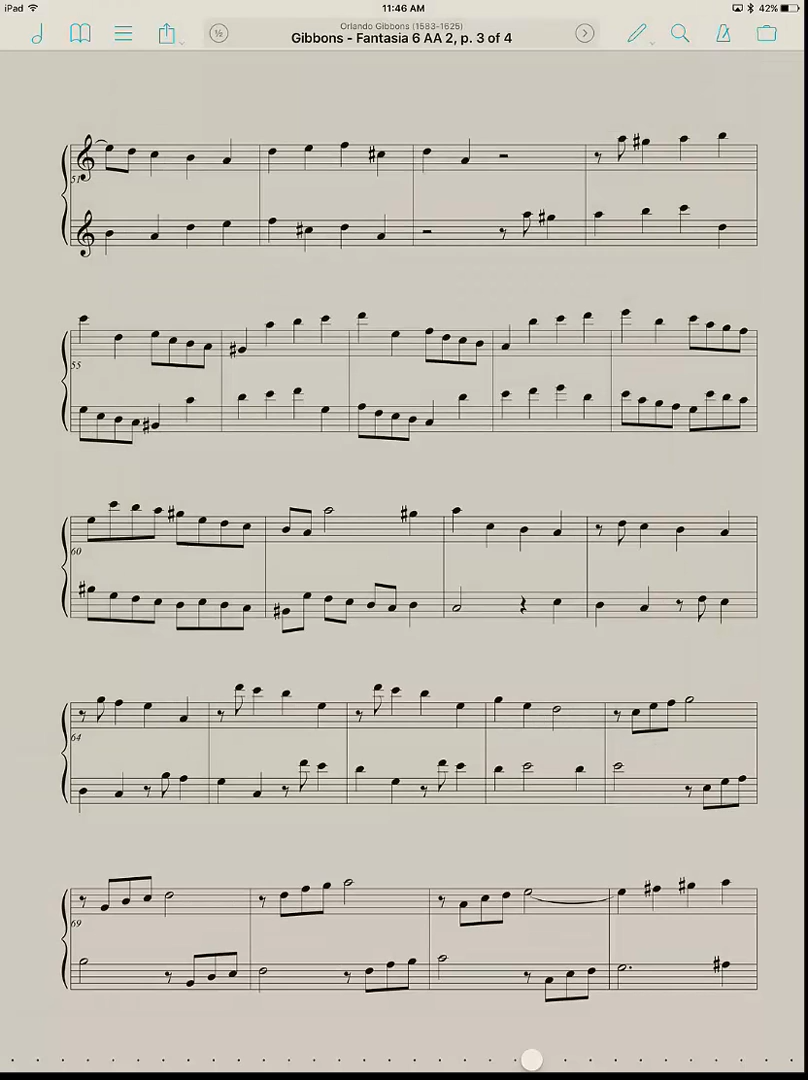 iPad
11:46 AM
42%
½
Orlando Gibbons (1583-1625)
Gibbons - Fantasia 6 AA 2, p. 3 of 4
51
55
60
64
69